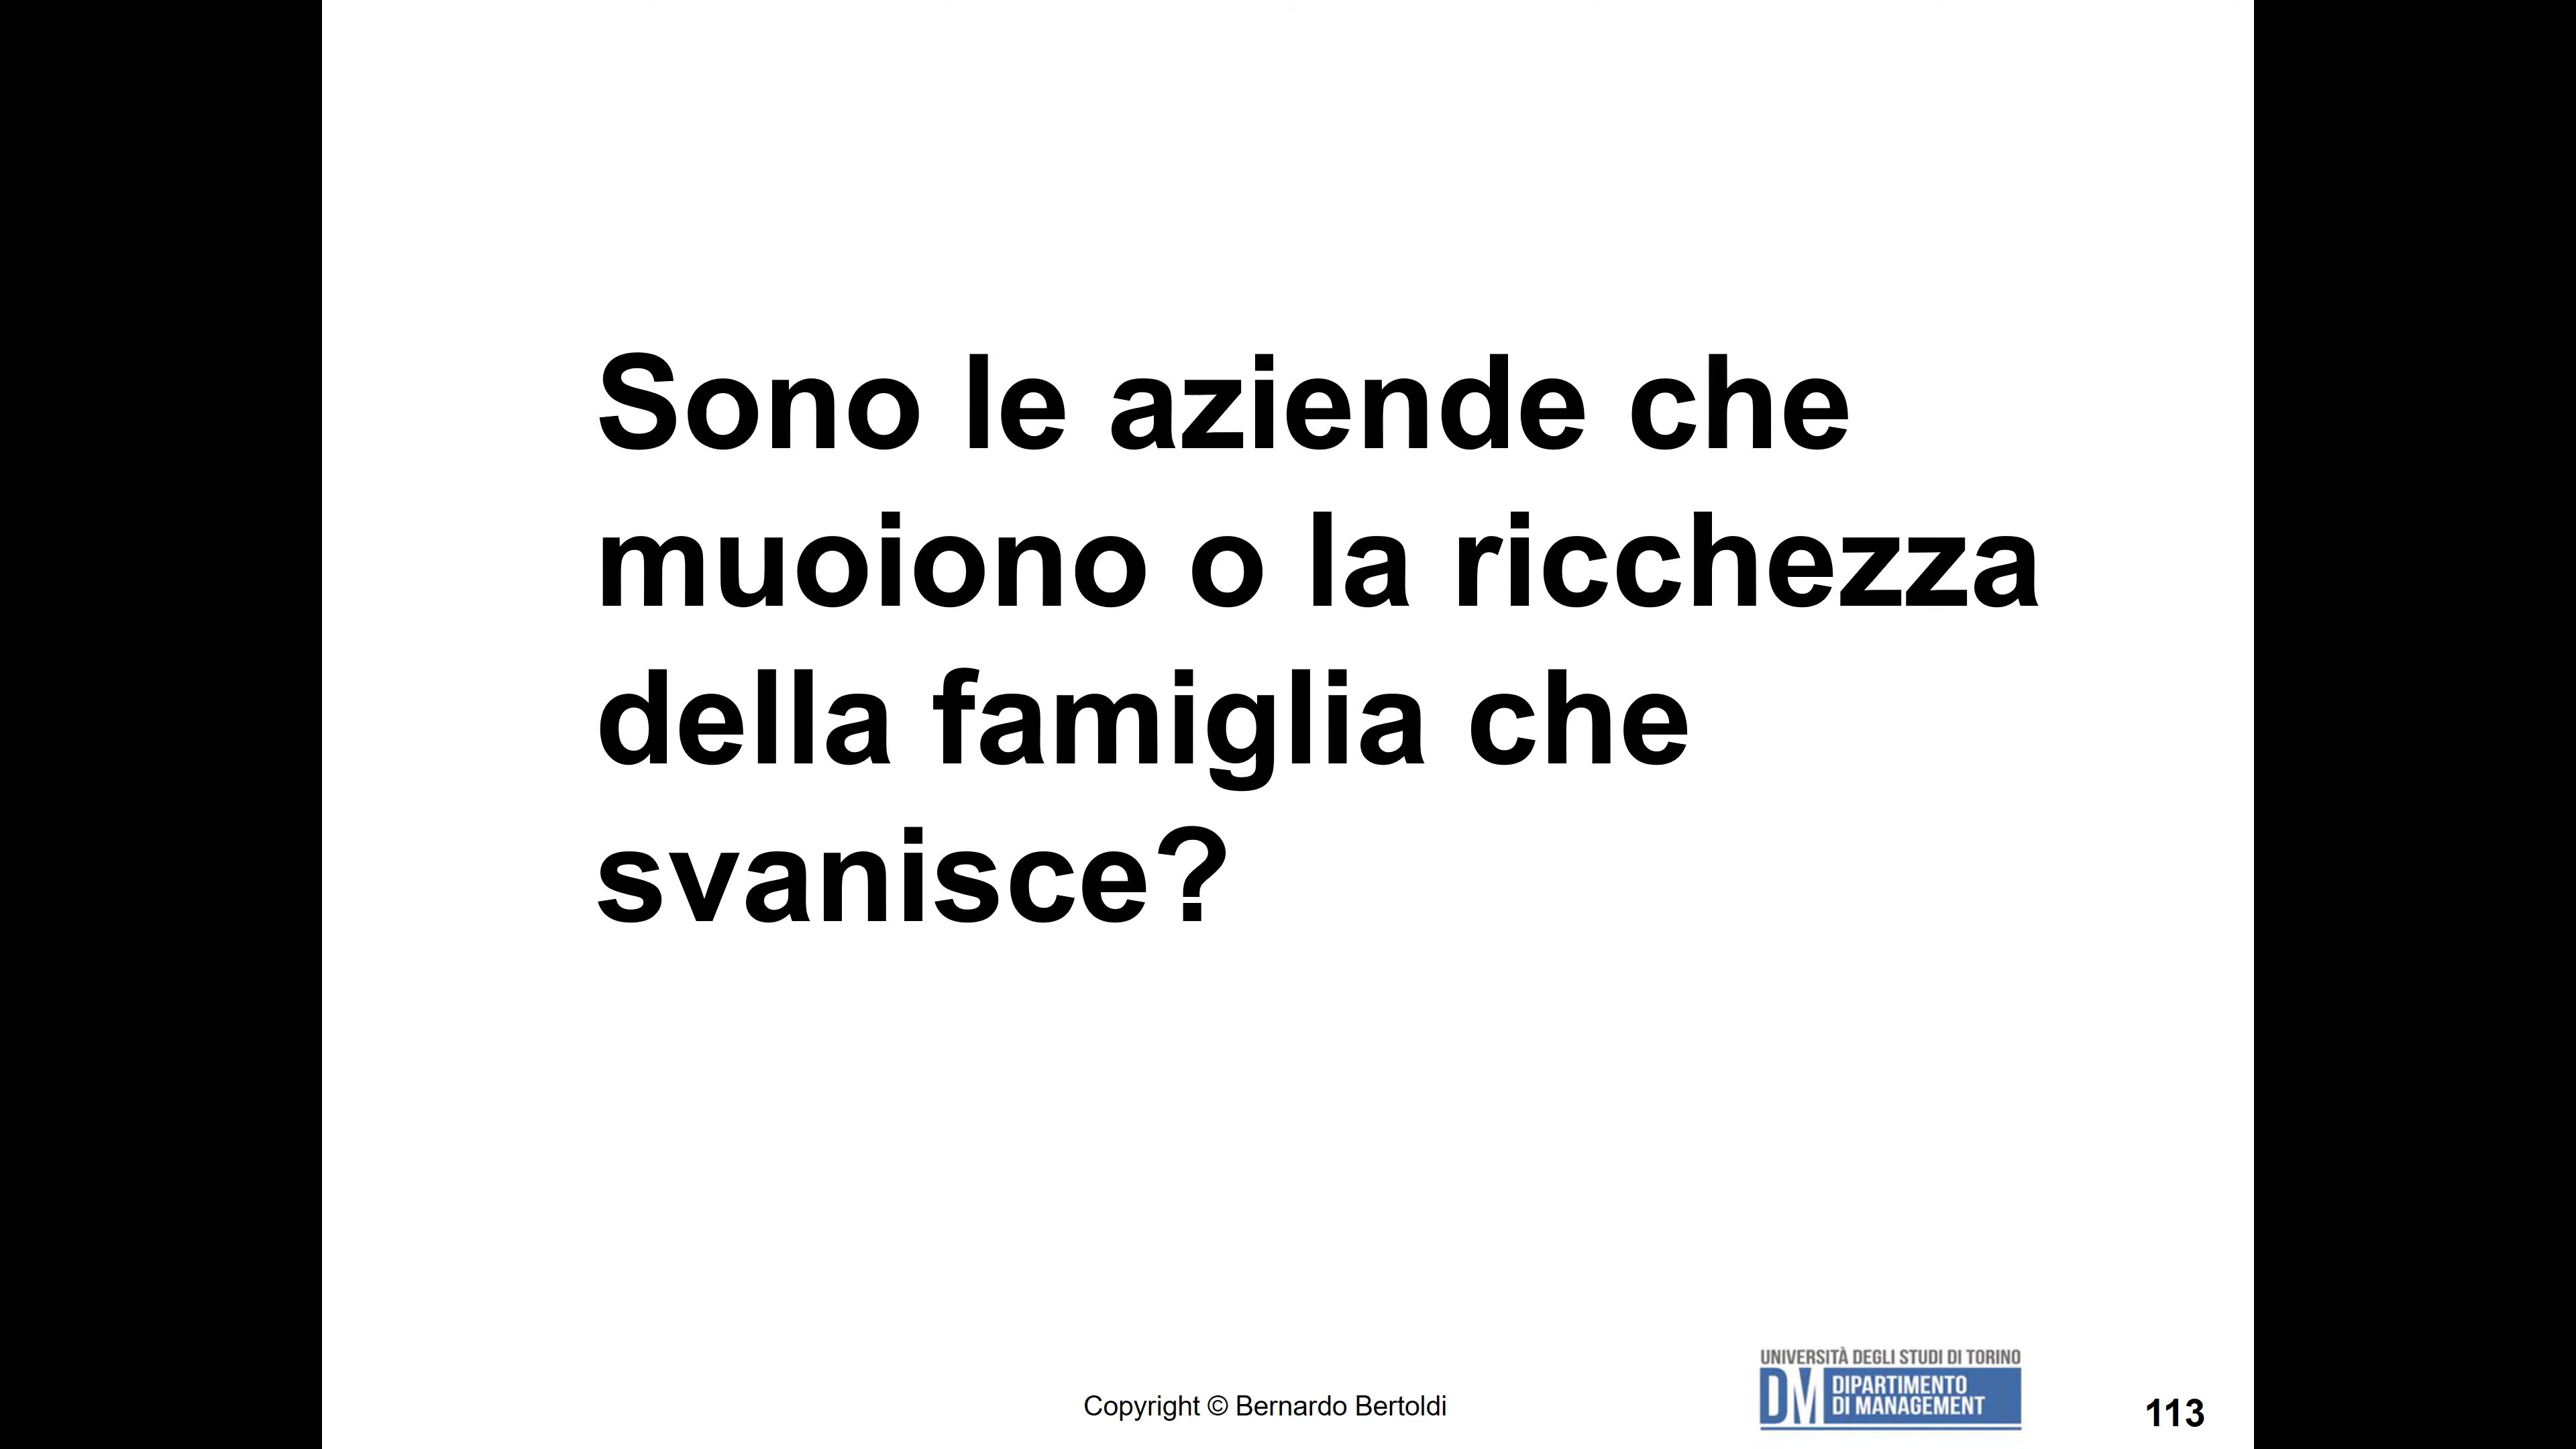 Sono le aziende che
muoiono o la ricchezza
della famiglia che
svanisce?
UNIVERSITÀ DEGLI STUDI DI TORINO
DM DIPARTIMENTO
DI MANAGEMENT
Copyright © Bernardo Bertoldi
113